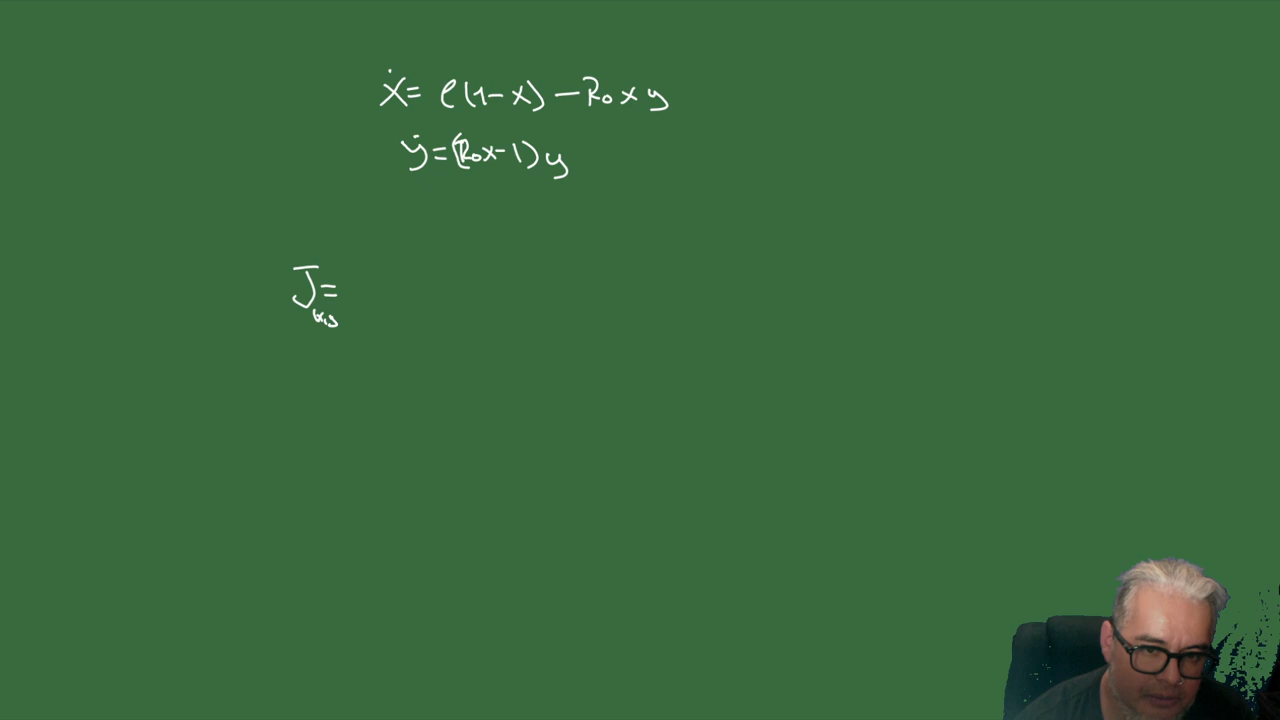 ẋ = ρ(1-x) - R₀xy
ẏ = (R₀x-1)y
J(x,y) =